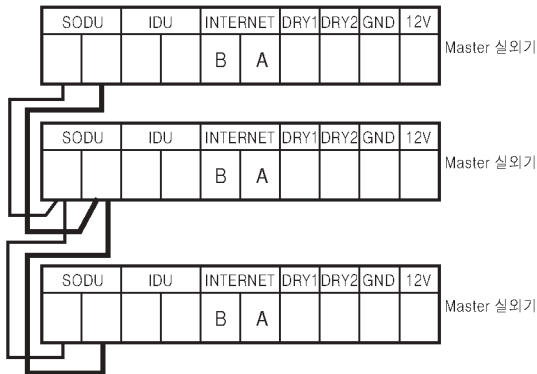 SODU IDU INTERNET DRY1 DRY2 GND 12V
B A
Master 실외기
SODU IDU INTERNET DRY1 DRY2 GND 12V
B A
Master 실외기
SODU IDU INTERNET DRY1 DRY2 GND 12V
B A
Master 실외기